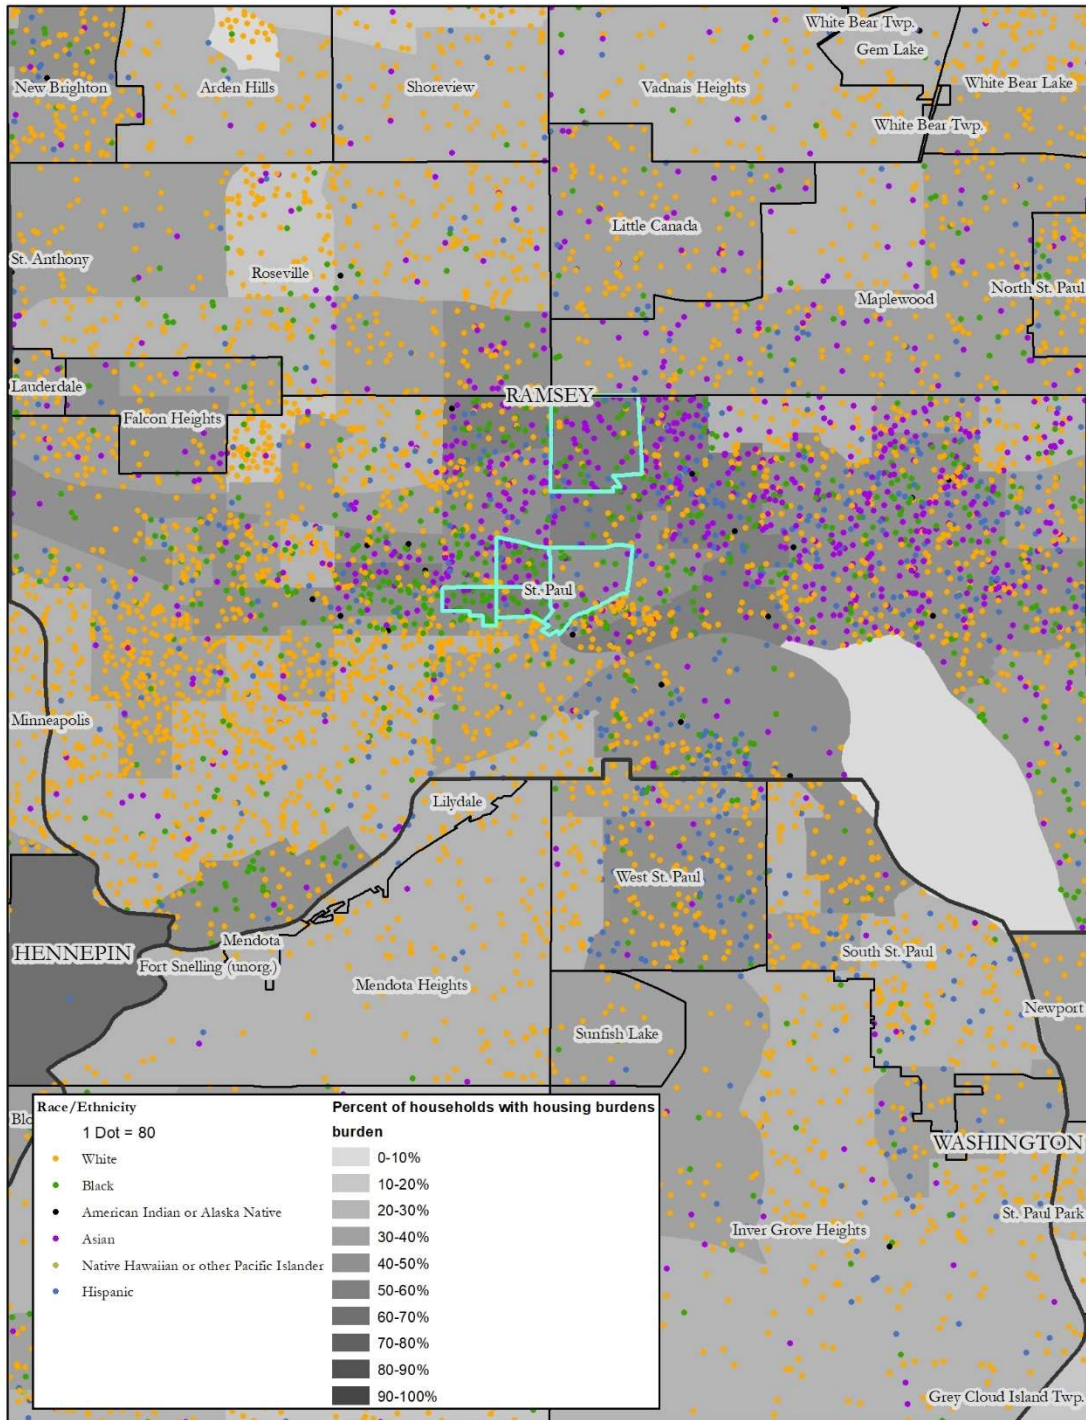 White Bear Twp.
Gem Lake
New Brighton
Arden Hills
Shoreview
Vadnais Heights
White Bear Lake
White Bear Twp.
Little Canada
St. Anthony
Roseville
Maplewood
North St. Paul
Lauderdale
RAMSEY
Falcon Heights
St. Paul
Minneapolis
Lilydale
West St. Paul
HENNEPIN
Mendota
Fort Snelling (unorg.)
South St. Paul
Mendota Heights
Newport
Sunfish Lake
Blo
WASHINGTON
St. Paul Park
Inver Grove Heights
Grey Cloud Island Twp.
Race/Ethnicity
1 Dot = 80
White
Black
American Indian or Alaska Native
Asian
Native Hawaiian or other Pacific Islander
Hispanic
Percent of households with housing burdens
burden
0-10%
10-20%
20-30%
30-40%
40-50%
50-60%
60-70%
70-80%
80-90%
90-100%